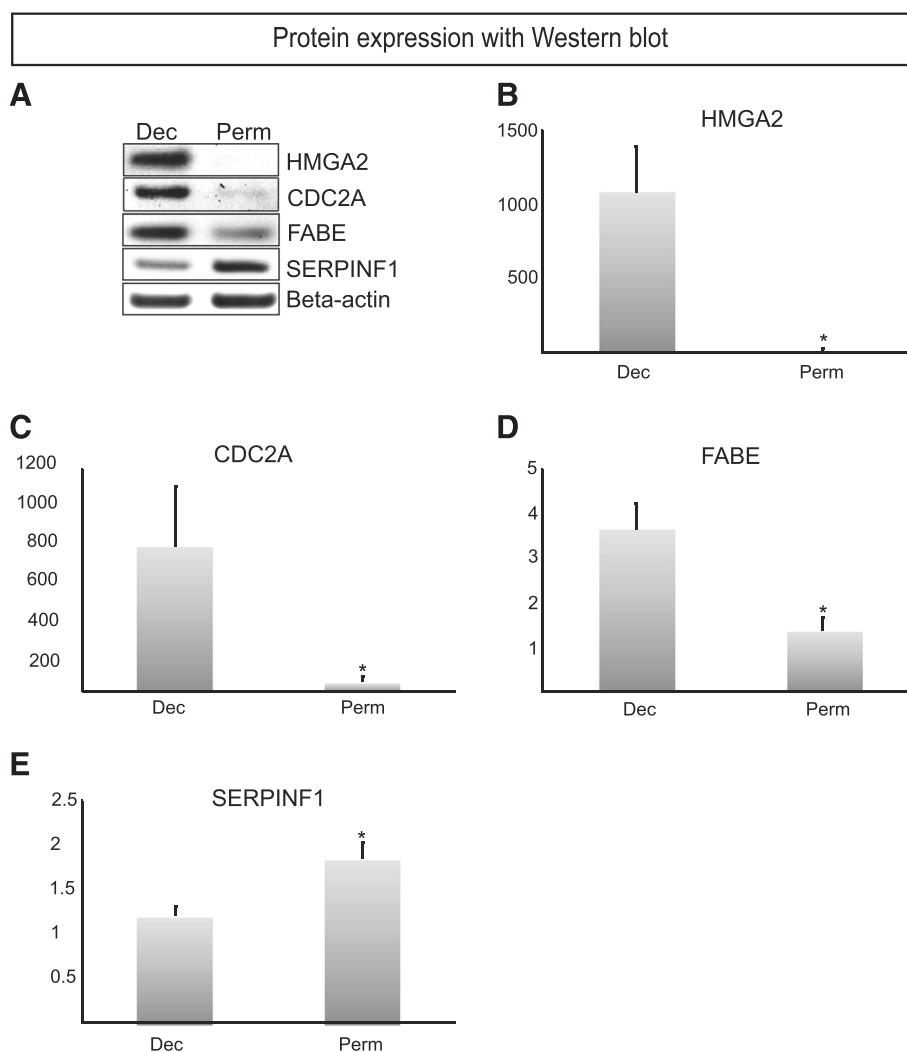 Protein expression with Western blot
A
Dec Perm
HMGA2
CDC2A
FABE
SERPINF1
Beta-actin
B
HMGA2
1500
1000
500
*
Dec Perm
C
CDC2A
1200
1000
800
600
400
200
*
Dec Perm
D
FABE
5
4
3
2
1
*
Dec Perm
E
SERPINF1
2.5
2
1.5
1
0.5
*
Dec Perm